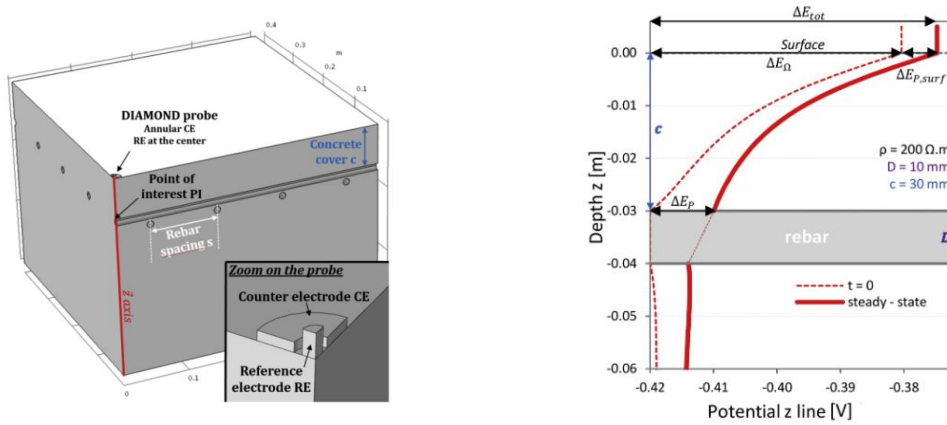 0.4
0.3
0.2
m
0.1
0
DIAMOND probe
Annular CE
RE at the center
Concrete
cover c
Point of
interest PI
Rebar
spacing s
z⃗ axis
Zoom on the probe
Counter electrode CE
Reference
electrode RE
0
0.1
ΔE_tot
Surface
ΔE_Ω
ΔE_P,surf
0.00
-0.01
-0.02
-0.03
-0.04
-0.05
-0.06
Depth z [m]
c
ρ = 200 Ω.m
D = 10 mm
c = 30 mm
ΔE_P
rebar
t = 0
steady - state
-0.42
-0.41
-0.40
-0.39
-0.38
Potential z line [V]